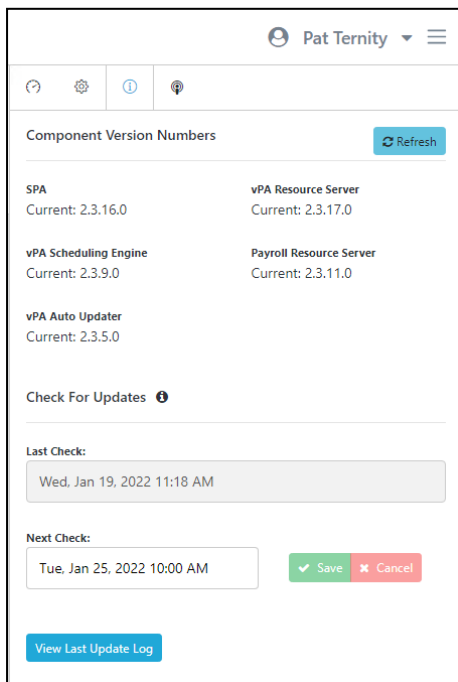 Pat Ternity
Component Version Numbers
Refresh
SPA
Current: 2.3.16.0
vPA Resource Server
Current: 2.3.17.0
vPA Scheduling Engine
Current: 2.3.9.0
Payroll Resource Server
Current: 2.3.11.0
vPA Auto Updater
Current: 2.3.5.0
Check For Updates
Last Check:
Wed, Jan 19, 2022 11:18 AM
Next Check:
Tue, Jan 25, 2022 10:00 AM
Save
Cancel
View Last Update Log